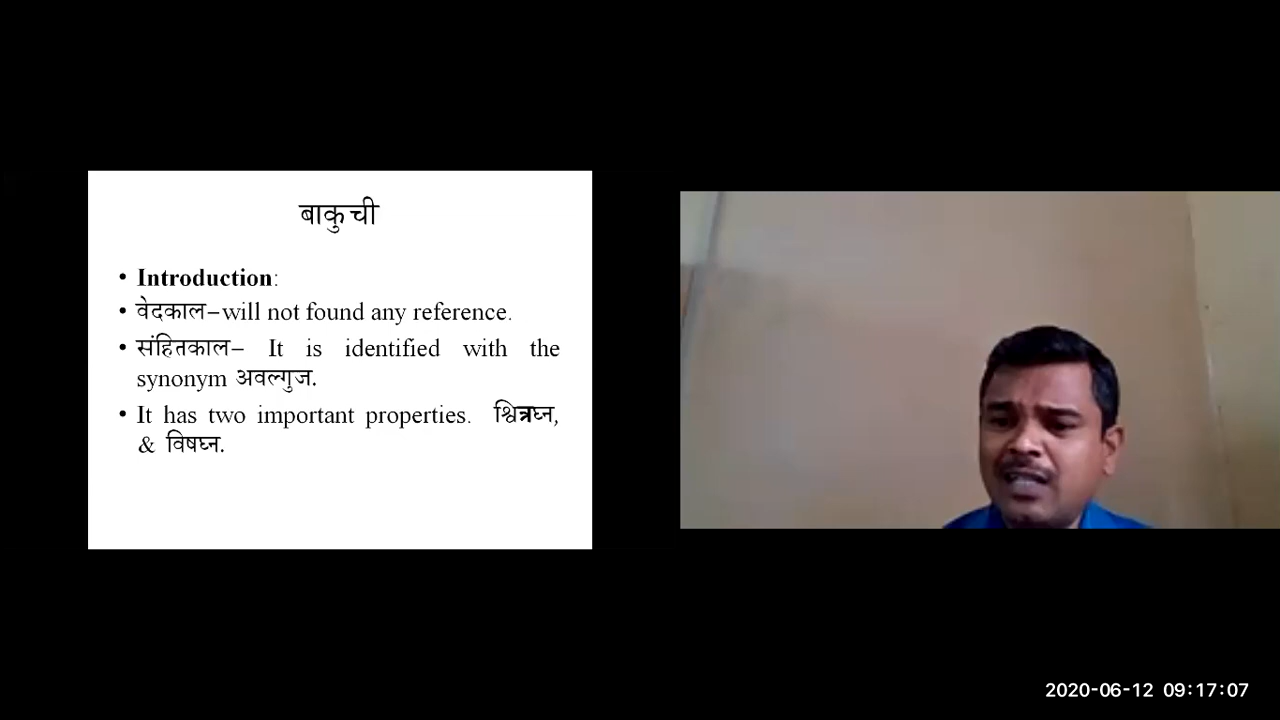 बाकुची
• Introduction:
• वेदकाल–will not found any reference.
• संहितकाल– It is identified with the
synonym अवल्गुज.
• It has two important properties. श्वित्रघ्न,
& विषघ्न.
2020-06-12 09:17:07